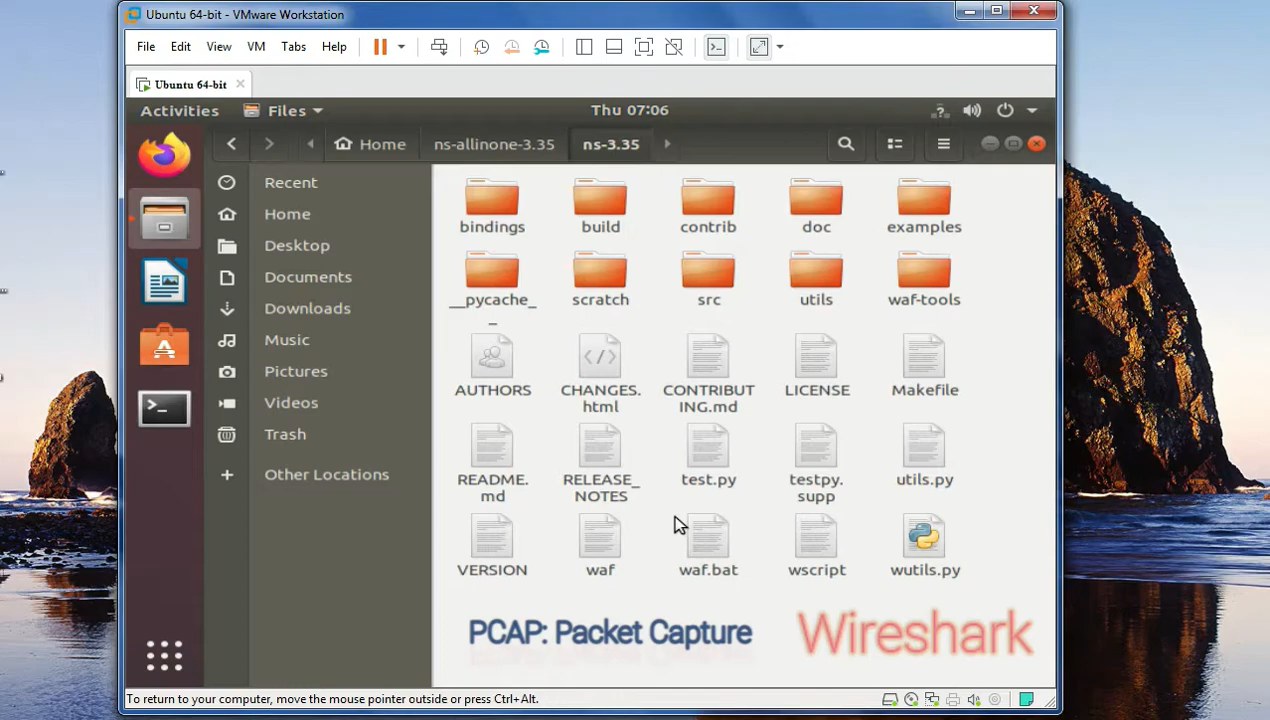 Ubuntu 64-bit - VMware Workstation
File Edit View VM Tabs Help
Ubuntu 64-bit
Activities Files Thu 07:06
Home ns-allinone-3.35 ns-3.35
Recent
Home
Desktop
Documents
Downloads
Music
Pictures
Videos
Trash
Other Locations
bindings build contrib doc examples
__pycache_
_
scratch src utils waf-tools
AUTHORS
CHANGES.
html
CONTRIBUT
ING.md
LICENSE
Makefile
README.
md
RELEASE_
NOTES
test.py
testpy.
supp
utils.py
VERSION waf waf.bat wscript wutils.py
PCAP: Packet Capture
Wireshark
To return to your computer, move the mouse pointer outside or press Ctrl+Alt.